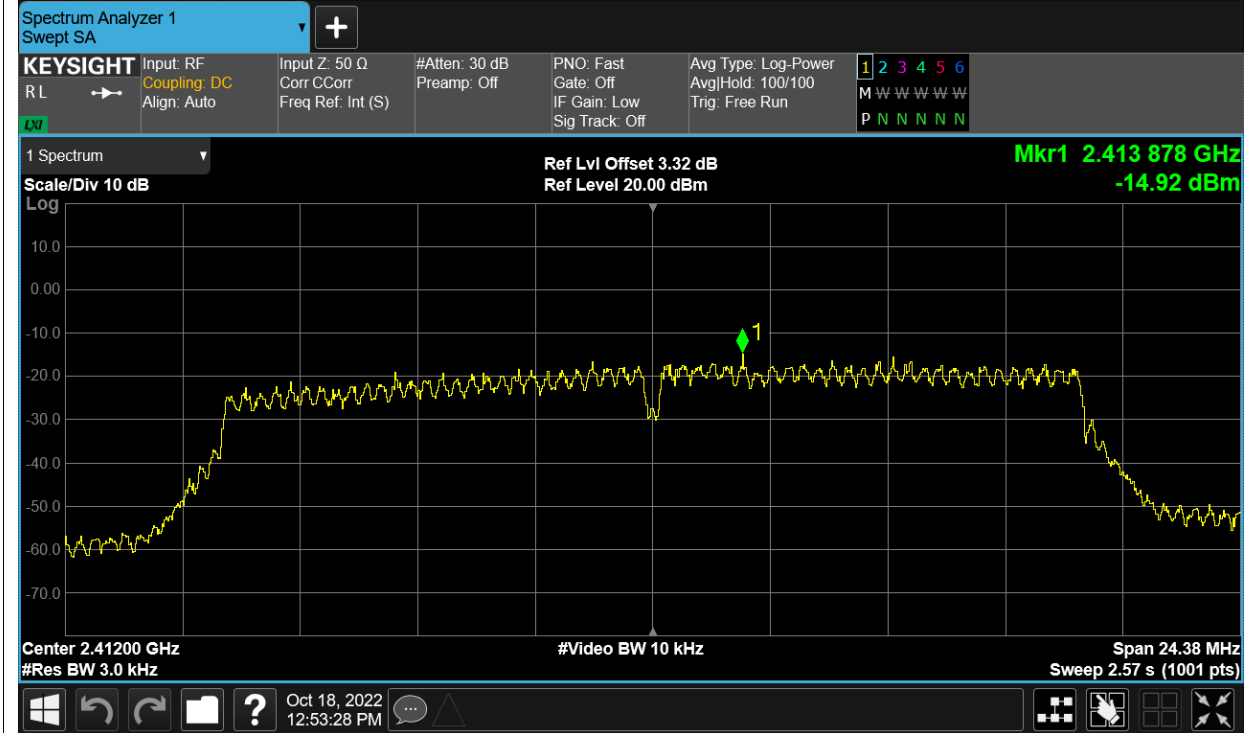 Spectrum Analyzer 1
Swept SA
KEYSIGHT
R L
LXI
Input: RF
Coupling: DC
Align: Auto
Input Z: 50 Ω
Corr CCorr
Freq Ref: Int (S)
#Atten: 30 dB
Preamp: Off
PNO: Fast
Gate: Off
IF Gain: Low
Sig Track: Off
Avg Type: Log-Power
Avg|Hold: 100/100
Trig: Free Run
1 2 3 4 5 6
M W W W W W
P N N N N N
1 Spectrum
Scale/Div 10 dB
Ref Lvl Offset 3.32 dB
Ref Level 20.00 dBm
Mkr1 2.413 878 GHz
-14.92 dBm
Log
10.0
0.00
-10.0
-20.0
-30.0
-40.0
-50.0
-60.0
-70.0
1
Center 2.41200 GHz
#Res BW 3.0 kHz
#Video BW 10 kHz
Span 24.38 MHz
Sweep 2.57 s (1001 pts)
?
Oct 18, 2022
12:53:28 PM